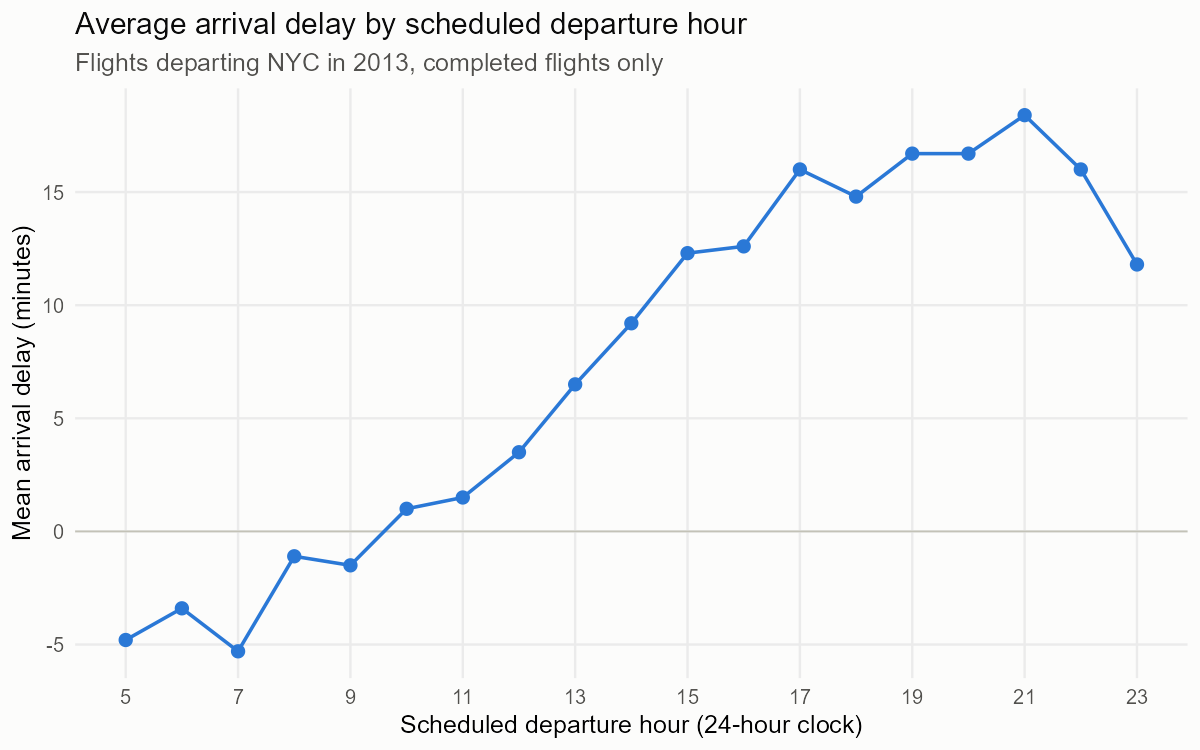 Average arrival delay by scheduled departure hour
Flights departing NYC in 2013, completed flights only
Mean arrival delay (minutes)
15
10
5
0
-5
5 7 9 11 13 15 17 19 21 23
Scheduled departure hour (24-hour clock)